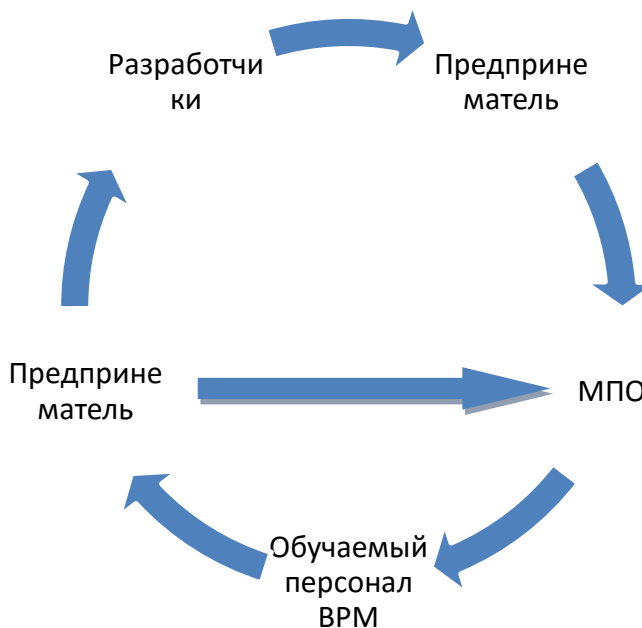 Разработчи
ки
Предприне
матель
Предприне
матель
МПО
Обучаемый
персонал
ВРМ